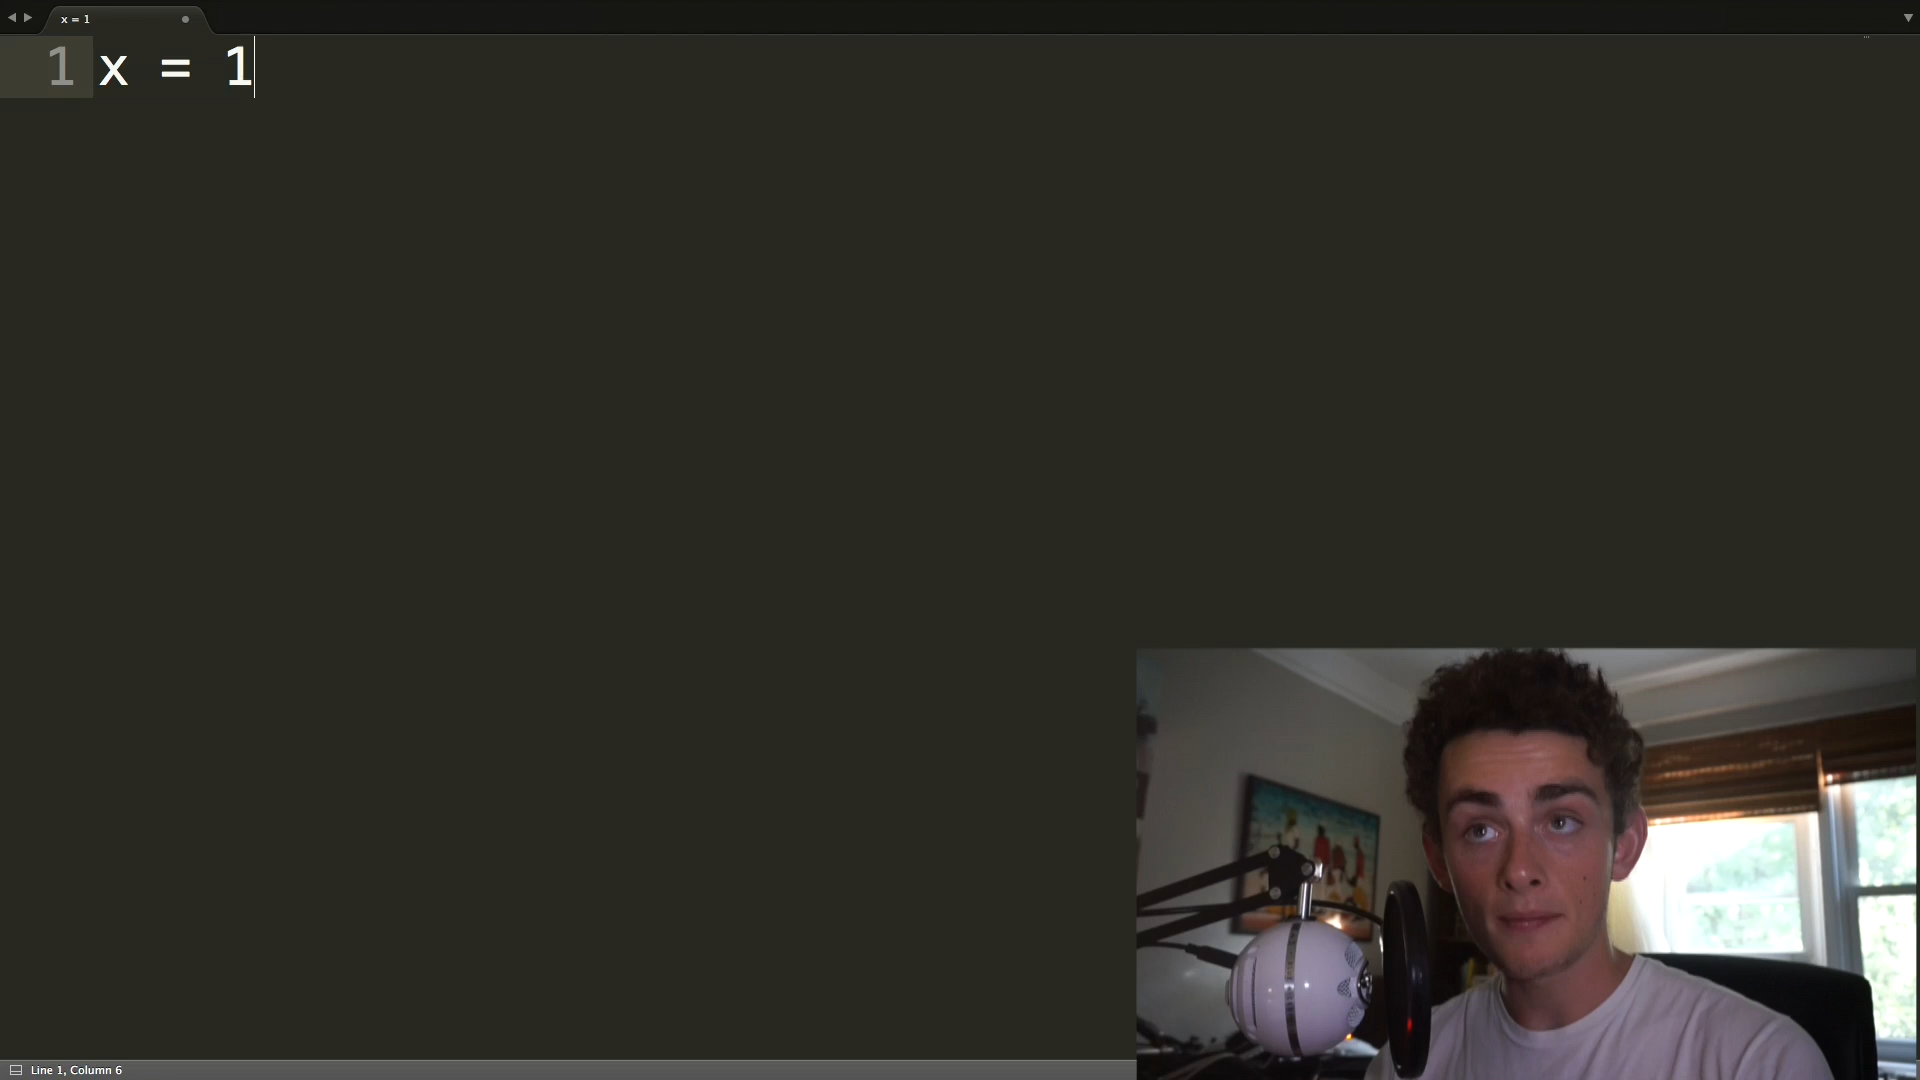 x = 1
1 x = 1
Line 1, Column 6